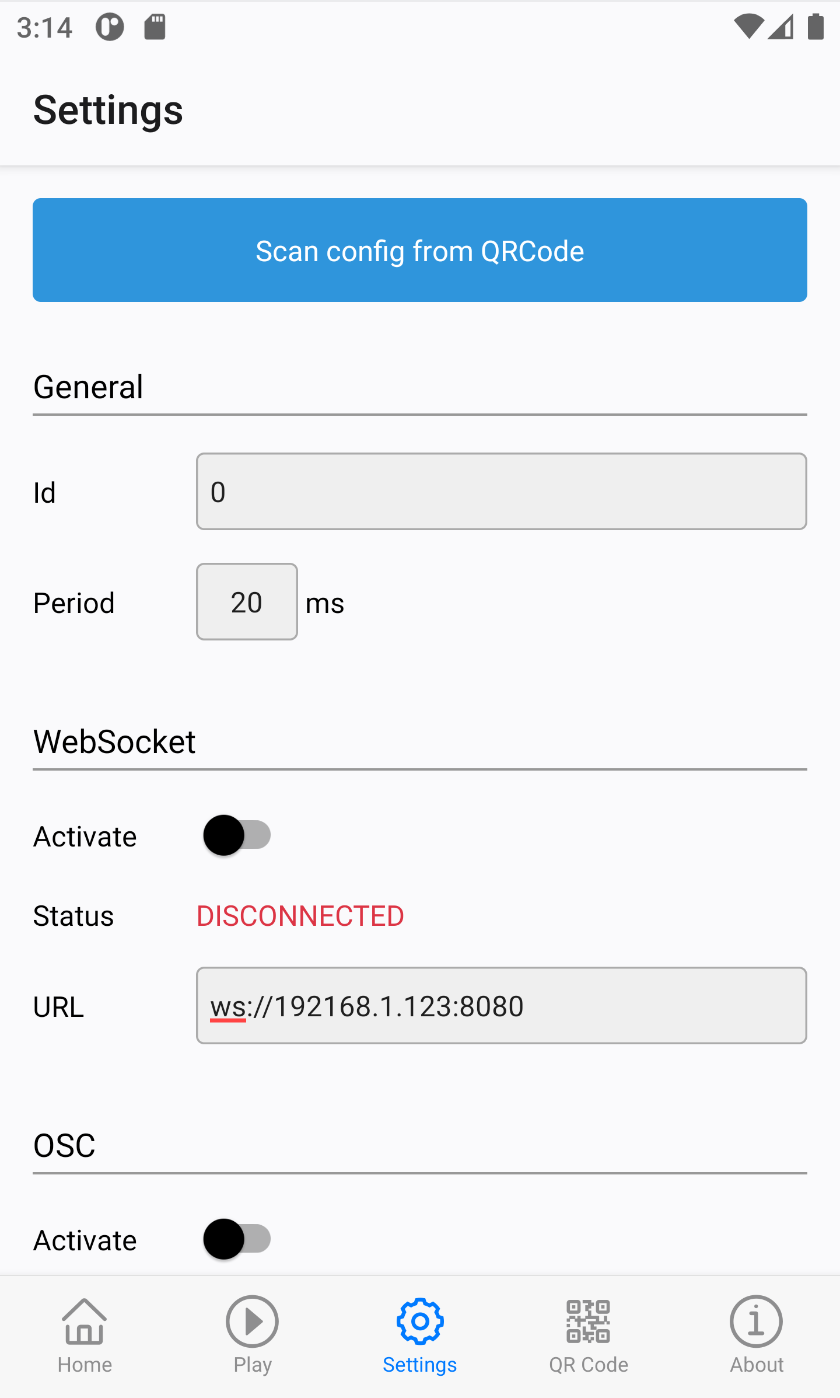 3:14
Settings
Scan config from QRCode
General
Id 0
Period 20 ms
WebSocket
Activate
Status DISCONNECTED
URL ws://192168.1.123:8080
OSC
Activate
Home Play Settings QR Code About